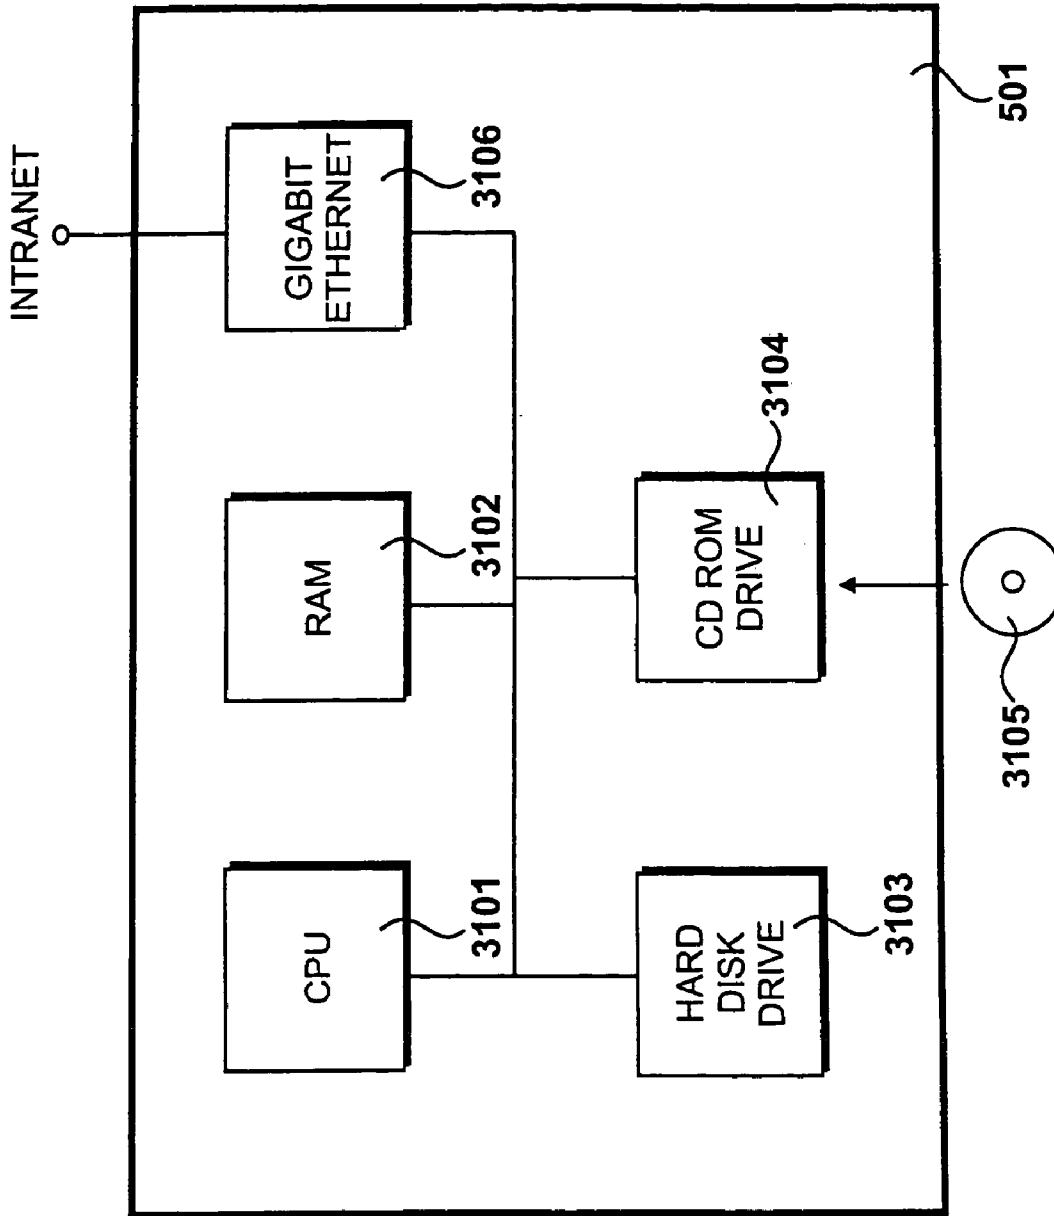 INTRANET
CPU
3101
RAM
3102
GIGABIT
ETHERNET
3106
HARD
DISK
DRIVE
3103
CD ROM
DRIVE
3104
3105
501